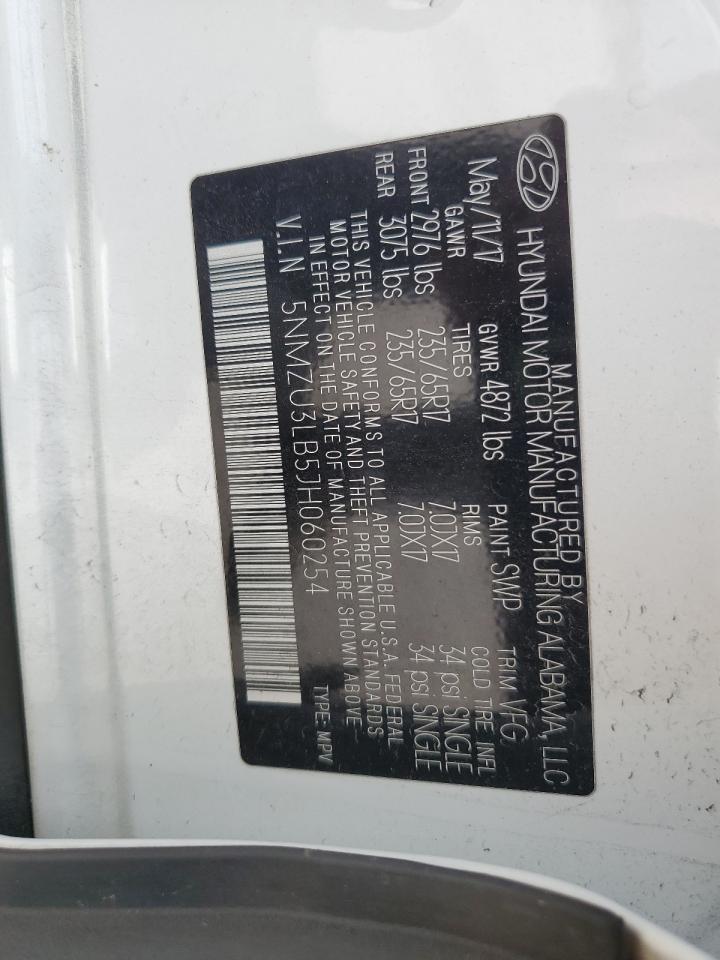 MANUFACTURED BY
HYUNDAI MOTOR MANUFACTURING ALABAMA, LLC
May/11/17 GVWR 4872 lbs PAINT SWP TRIM VFG
GAWR TIRES RIMS COLD TIRE INFL
FRONT 2976 lbs 235/65R17 7.0JX17 34 psi SINGLE
REAR 3075 lbs 235/65R17 7.0JX17 34 psi SINGLE
THIS VEHICLE CONFORMS TO ALL APPLICABLE U.S.A. FEDERAL
MOTOR VEHICLE SAFETY AND THEFT PREVENTION STANDARDS
IN EFFECT ON THE DATE OF MANUFACTURE SHOWN ABOVE
V.I.N 5NMZU3LB5JH060254 TYPE:MPV